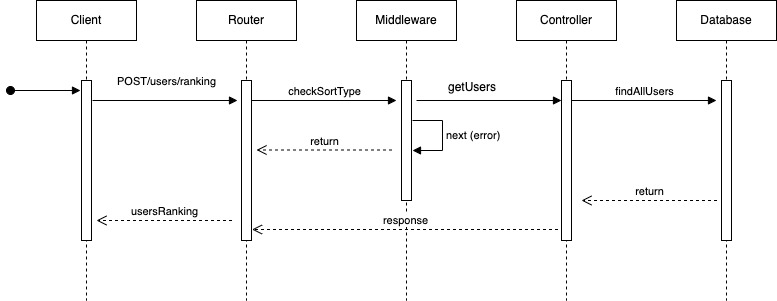 Client
Router
Middleware
Controller
Database
POST/users/ranking
checkSortType
getUsers
findAllUsers
next (error)
return
return
usersRanking
response